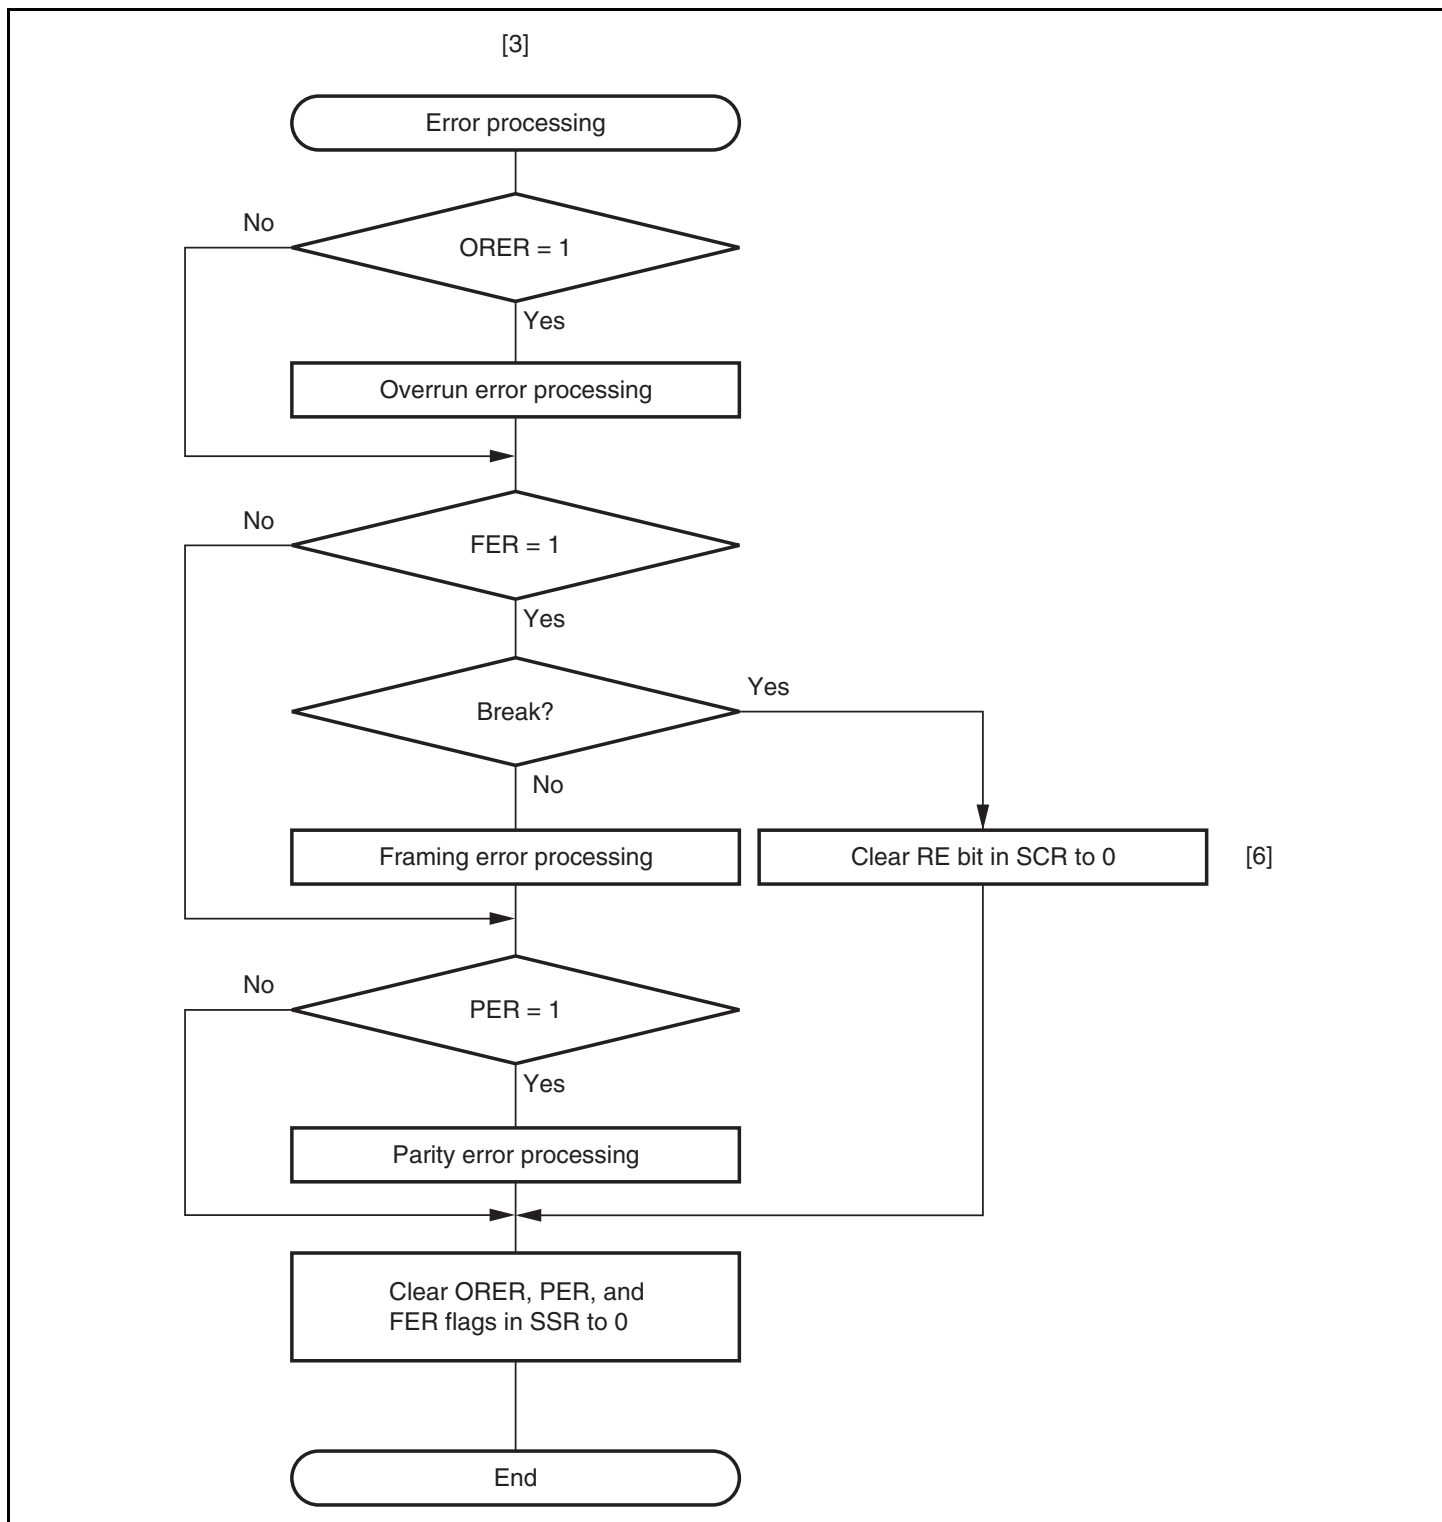 [3]
Error processing
No
ORER = 1
Yes
Overrun error processing
No
FER = 1
Yes
Yes
Break?
No
Framing error processing
Clear RE bit in SCR to 0
[6]
No
PER = 1
Yes
Parity error processing
Clear ORER, PER, and
FER flags in SSR to 0
End